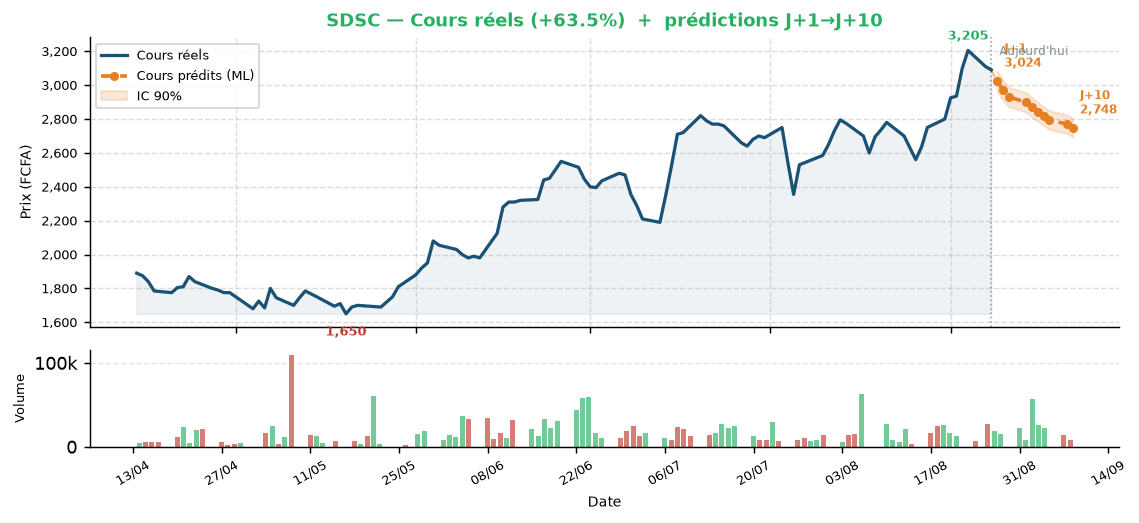 SDSC — Cours réels (+63.5%)  +  prédictions J+1→J+10
Cours réels
Cours prédits (ML)
IC 90%
Prix (FCFA)
3,200
3,000
2,800
2,600
2,400
2,200
2,000
1,800
1,600
3,205
Aujourd'hui
J+1
3,024
J+10
2,748
1,650
Volume
100k
0
13/04
27/04
11/05
25/05
08/06
22/06
06/07
20/07
03/08
17/08
31/08
14/09
Date